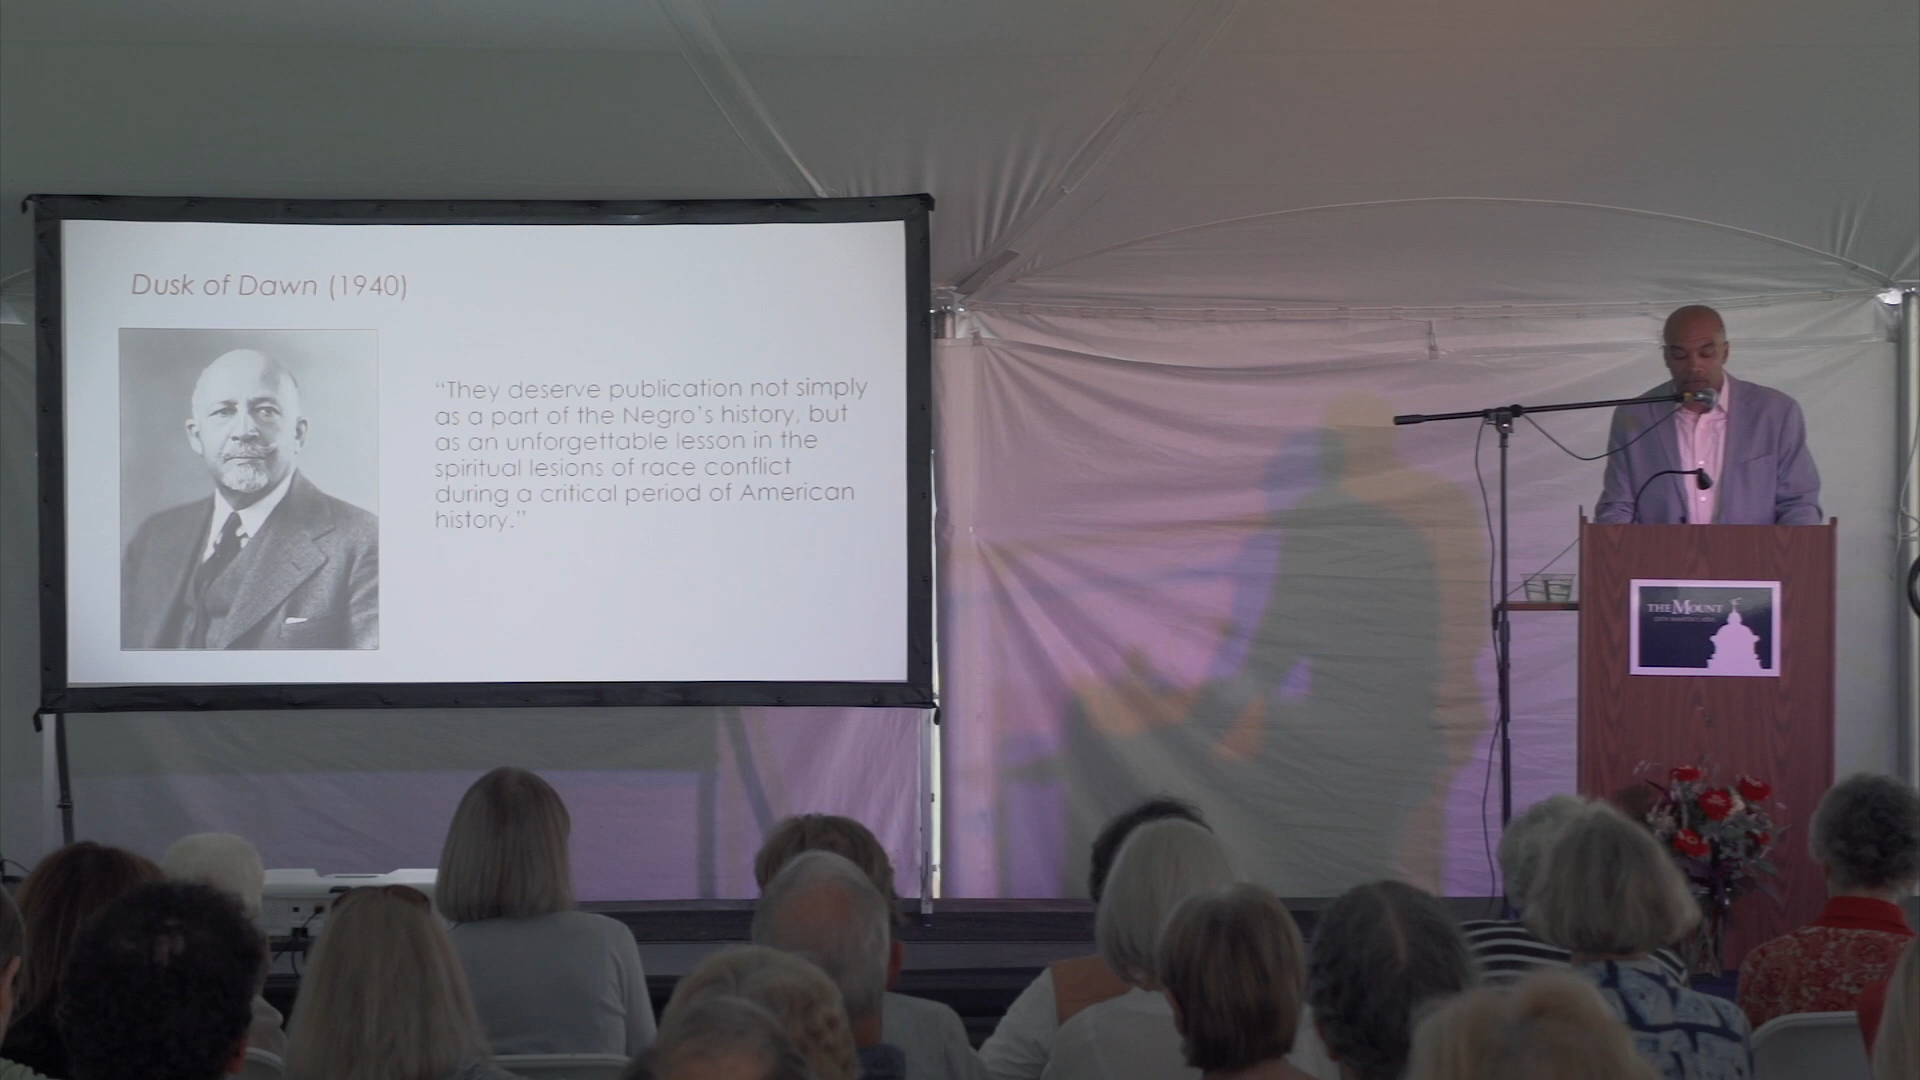 Dusk of Dawn (1940)
“They deserve publication not simply
as a part of the Negro’s history, but
as an unforgettable lesson in the
spiritual lesions of race conflict
during a critical period of American
history.”
THE MOUNT